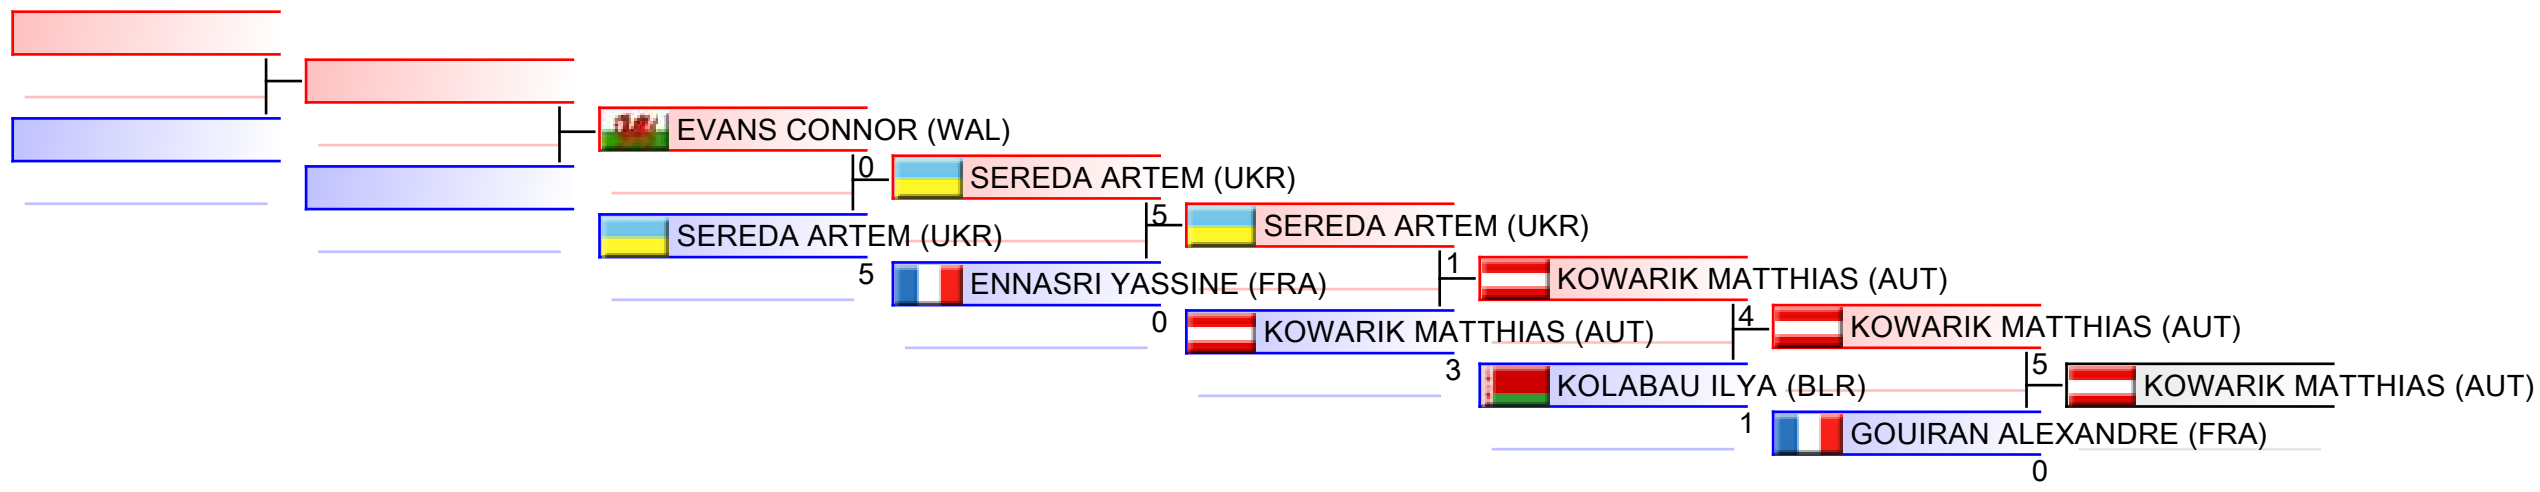 EVANS CONNOR (WAL)
0
SEREDA ARTEM (UKR)
SEREDA ARTEM (UKR)
5
5
SEREDA ARTEM (UKR)
ENNASRI YASSINE (FRA)
0
1
KOWARIK MATTHIAS (AUT)
KOWARIK MATTHIAS (AUT)
3
4
KOWARIK MATTHIAS (AUT)
KOLABAU ILYA (BLR)
1
5
KOWARIK MATTHIAS (AUT)
GOUIRAN ALEXANDRE (FRA)
0